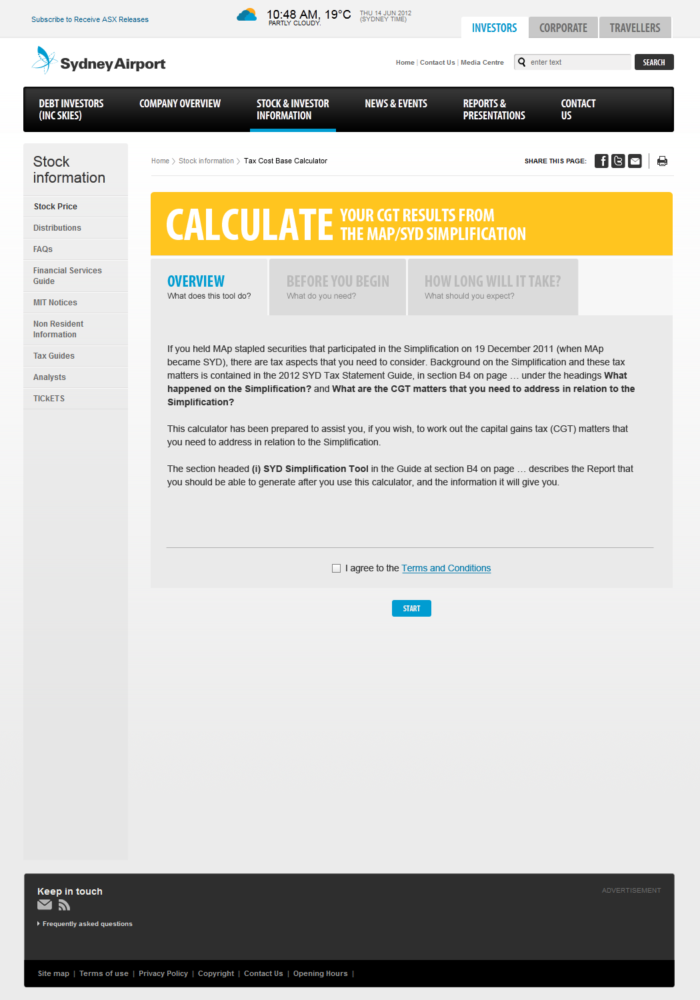 Subscribe to Receive ASX Releases
10:48 AM, 19°C
PARTLY CLOUDY.
THU 14 JUN 2012
(SYDNEY TIME)
INVESTORS
CORPORATE
TRAVELLERS
Sydney Airport
Home | Contact Us | Media Centre
enter text
SEARCH
DEBT INVESTORS
(INC SKIES)
COMPANY OVERVIEW
STOCK & INVESTOR
INFORMATION
NEWS & EVENTS
REPORTS &
PRESENTATIONS
CONTACT
US
Stock
information
Stock Price
Distributions
FAQs
Financial Services
Guide
MIT Notices
Non Resident
Information
Tax Guides
Analysts
TICkETS
Home > Stock information > Tax Cost Base Calculator
SHARE THIS PAGE:
CALCULATE YOUR CGT RESULTS FROM
THE MAP/SYD SIMPLIFICATION
OVERVIEW
What does this tool do?
BEFORE YOU BEGIN
What do you need?
HOW LONG WILL IT TAKE?
What should you expect?
If you held MAp stapled securities that participated in the Simplification on 19 December 2011 (when MAp
became SYD), there are tax aspects that you need to consider. Background on the Simplification and these tax
matters is contained in the 2012 SYD Tax Statement Guide, in section B4 on page … under the headings What
happened on the Simplification? and What are the CGT matters that you need to address in relation to the
Simplification?
This calculator has been prepared to assist you, if you wish, to work out the capital gains tax (CGT) matters that
you need to address in relation to the Simplification.
The section headed (i) SYD Simplification Tool in the Guide at section B4 on page … describes the Report that
you should be able to generate after you use this calculator, and the information it will give you.
I agree to the Terms and Conditions
START
Keep in touch
ADVERTISEMENT
Frequently asked questions
Site map | Terms of use | Privacy Policy | Copyright | Contact Us | Opening Hours |